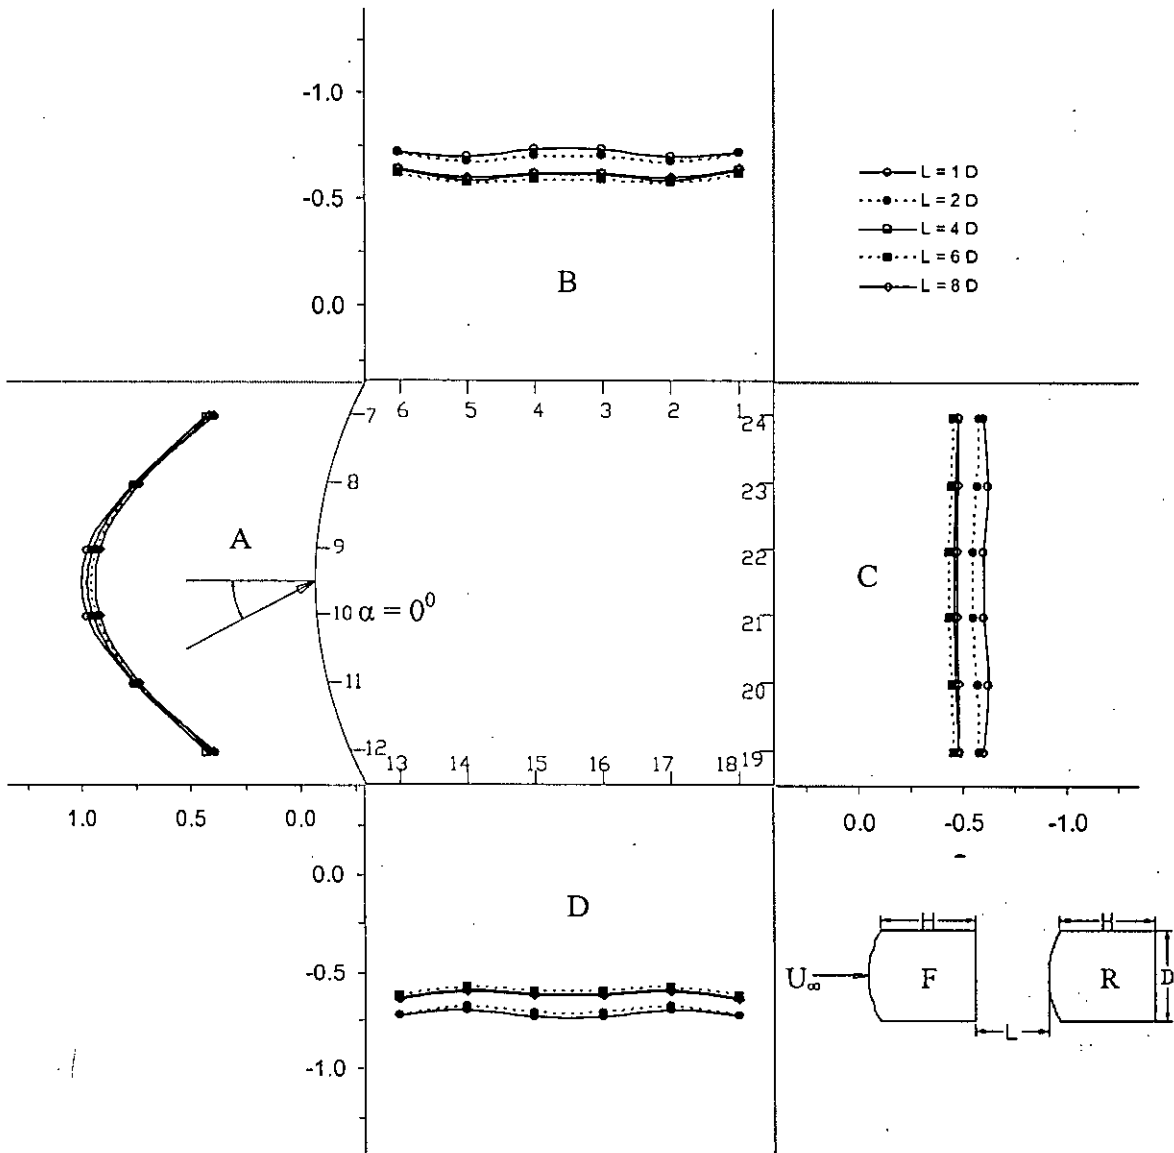 -1.0
-0.5
0.0
B
L = 1 D
L = 2 D
L = 4 D
L = 6 D
L = 8 D
6 5 4 3 2 1
7
8
9
10
11
12
A
α = 0⁰
24
23
22
21
20
19
C
13 14 15 16 17 18
1.0 0.5 0.0
0.0 -0.5 -1.0
0.0
-0.5
-1.0
D
H H
U∞ F R D
L